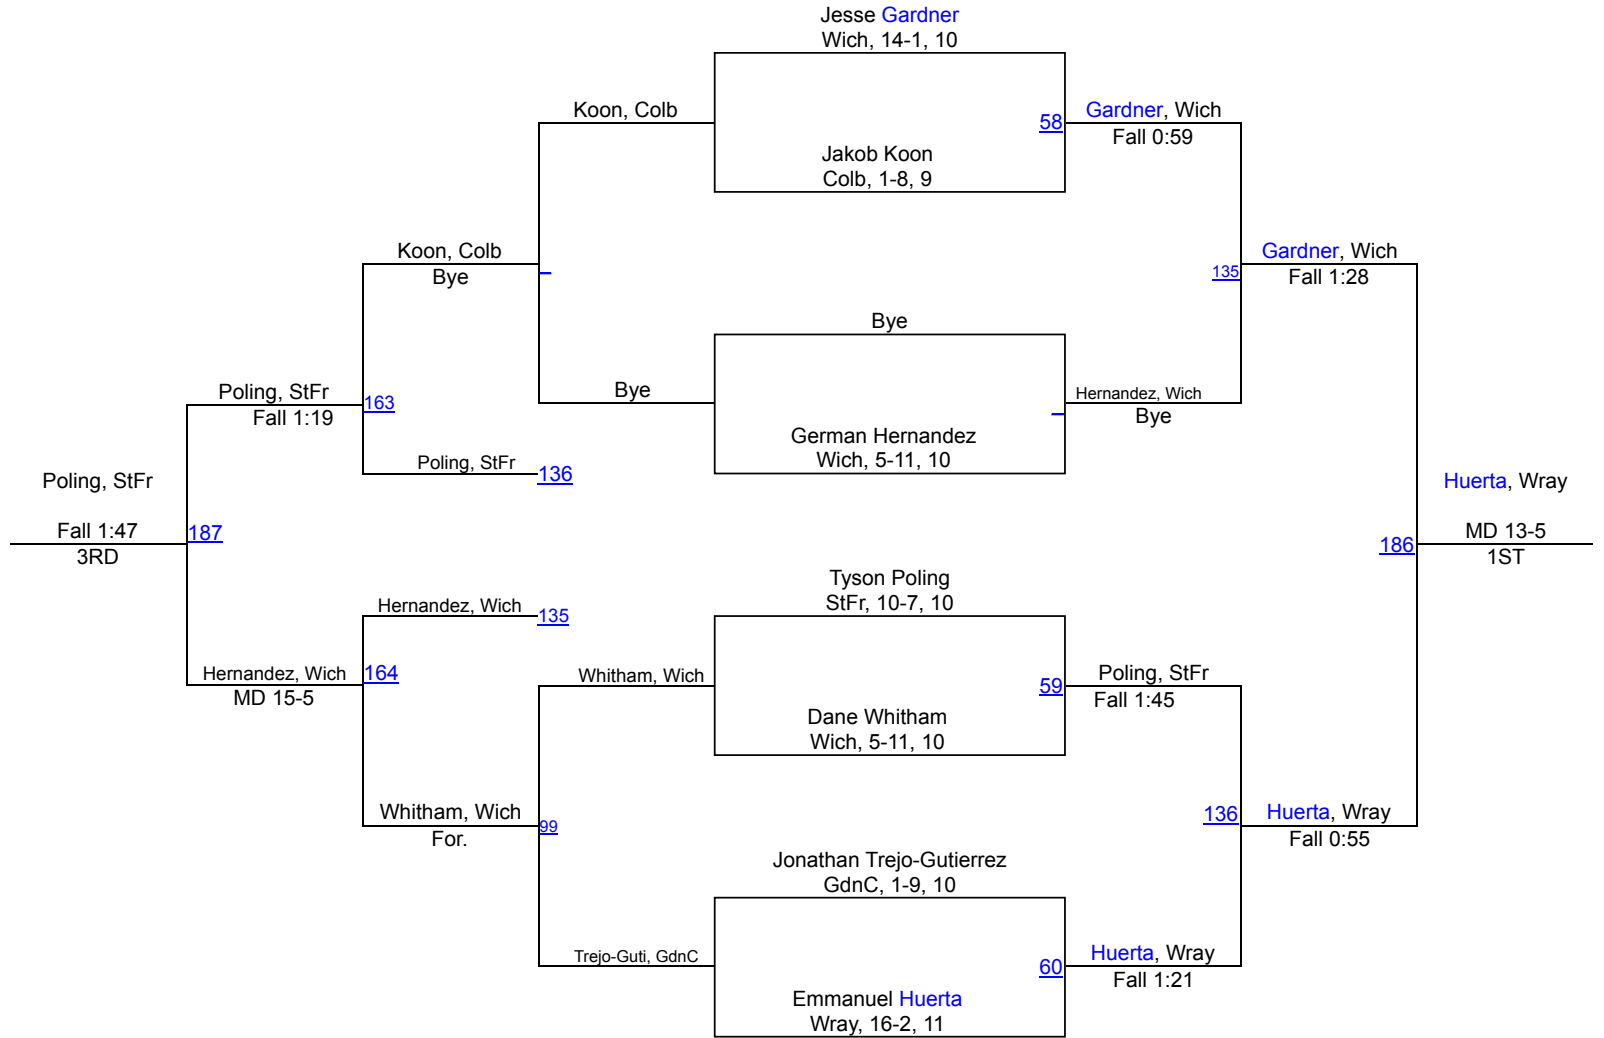 Jesse Gardner
Wich, 14-1, 10
Koon, Colb
58
Gardner, Wich
Fall 0:59
Jakob Koon
Colb, 1-8, 9
Koon, Colb
Bye
Gardner, Wich
135
Fall 1:28
Bye
Poling, StFr
163
Fall 1:19
Bye
Hernandez, Wich
Bye
German Hernandez
Wich, 5-11, 10
Poling, StFr
136
Poling, StFr
Huerta, Wray
Fall 1:47
187
3RD
186
MD 13-5
1ST
Tyson Poling
StFr, 10-7, 10
Hernandez, Wich
135
Hernandez, Wich
164
MD 15-5
Whitham, Wich
59
Poling, StFr
Fall 1:45
Dane Whitham
Wich, 5-11, 10
Whitham, Wich
99
For.
136
Huerta, Wray
Fall 0:55
Jonathan Trejo-Gutierrez
GdnC, 1-9, 10
Trejo-Guti, GdnC
60
Huerta, Wray
Fall 1:21
Emmanuel Huerta
Wray, 16-2, 11